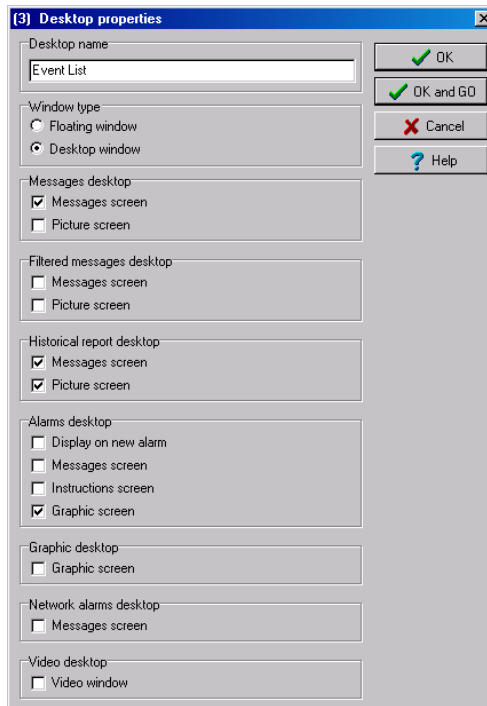 (3) Desktop properties
Desktop name
Event List
Window type
Floating window
Desktop window
Messages desktop
Messages screen
Picture screen
Filtered messages desktop
Messages screen
Picture screen
Historical report desktop
Messages screen
Picture screen
Alarms desktop
Display on new alarm
Messages screen
Instructions screen
Graphic screen
Graphic desktop
Graphic screen
Network alarms desktop
Messages screen
Video desktop
Video window
OK
OK and GO
Cancel
Help